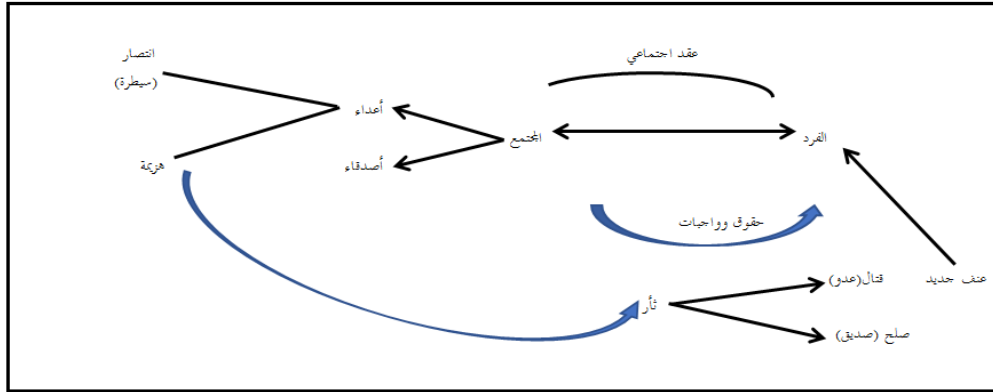 عقد اجتماعي
انتصار
(سيطرة)
أعداء
المجتمع
الفرد
أصدقاء
هزيمة
حقوق وواجبات
عنف جديد
قتال(عدو)
ثأر
صلح (صديق)